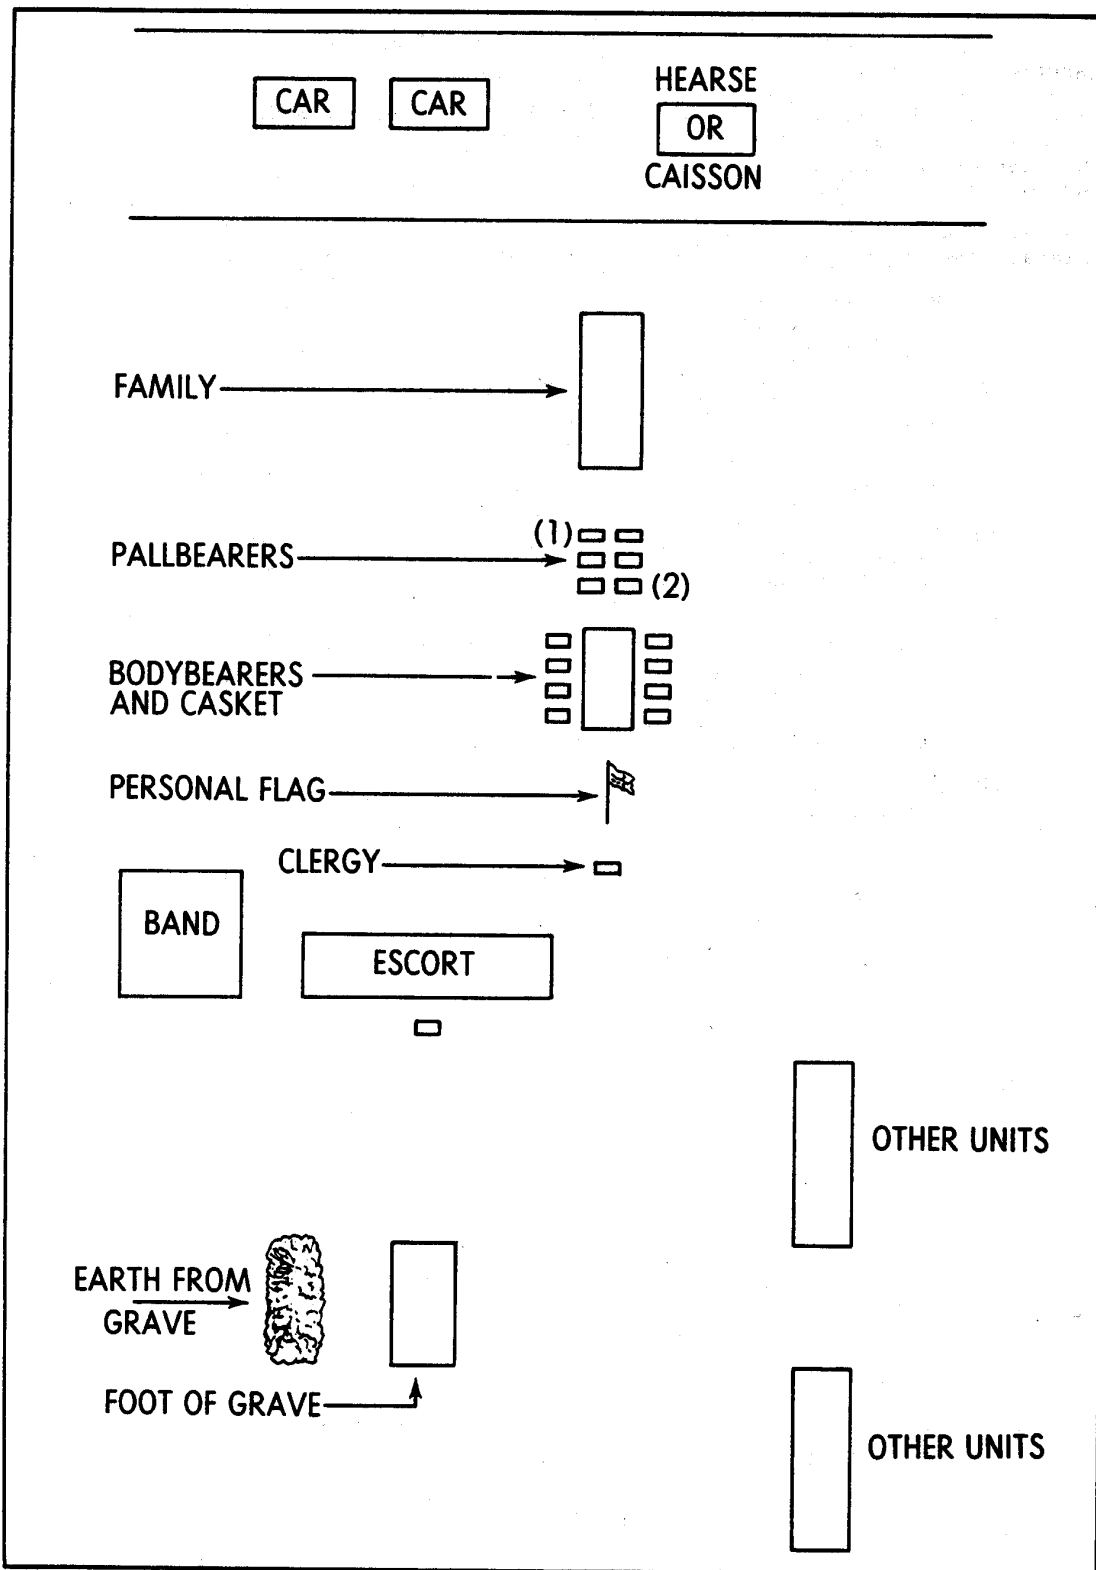 CAR
CAR
HEARSE
OR
CAISSON
FAMILY
(1)
PALLBEARERS
(2)
BODYBEARERS
AND CASKET
PERSONAL FLAG
CLERGY
BAND
ESCORT
OTHER UNITS
EARTH FROM
GRAVE
FOOT OF GRAVE
OTHER UNITS